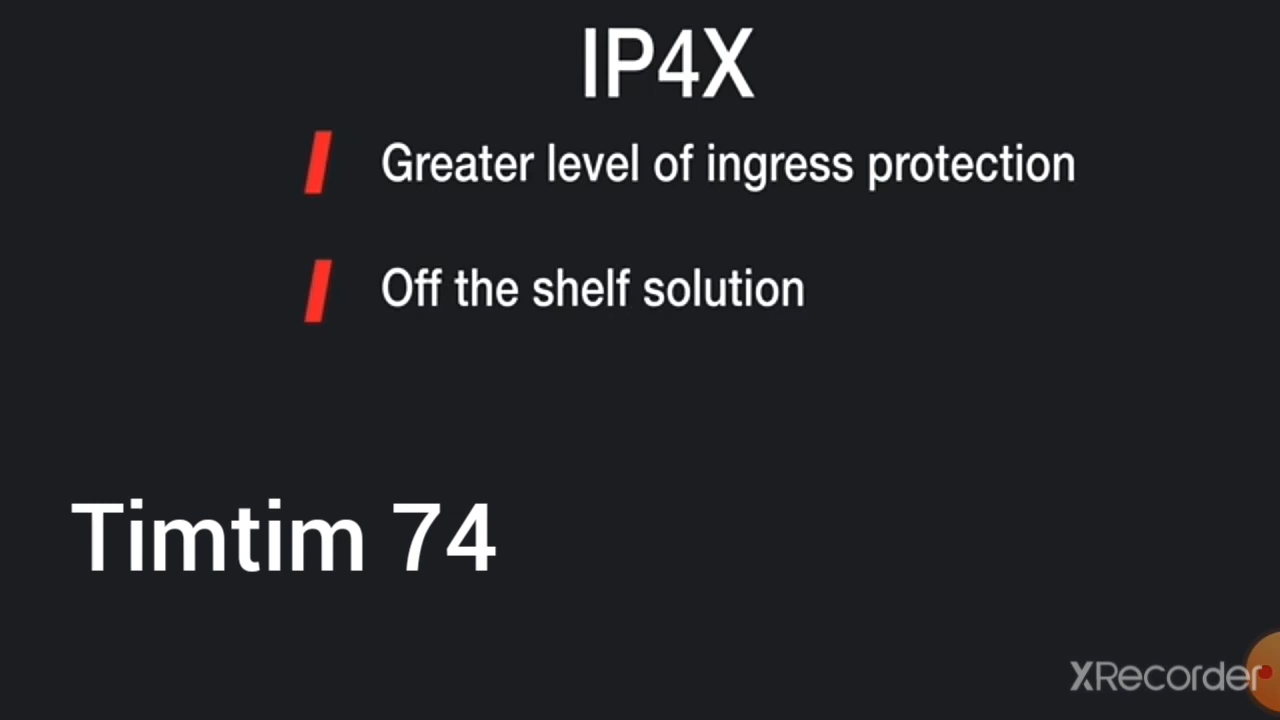 IP4X
Greater level of ingress protection
Off the shelf solution
Timtim 74
XRecorder